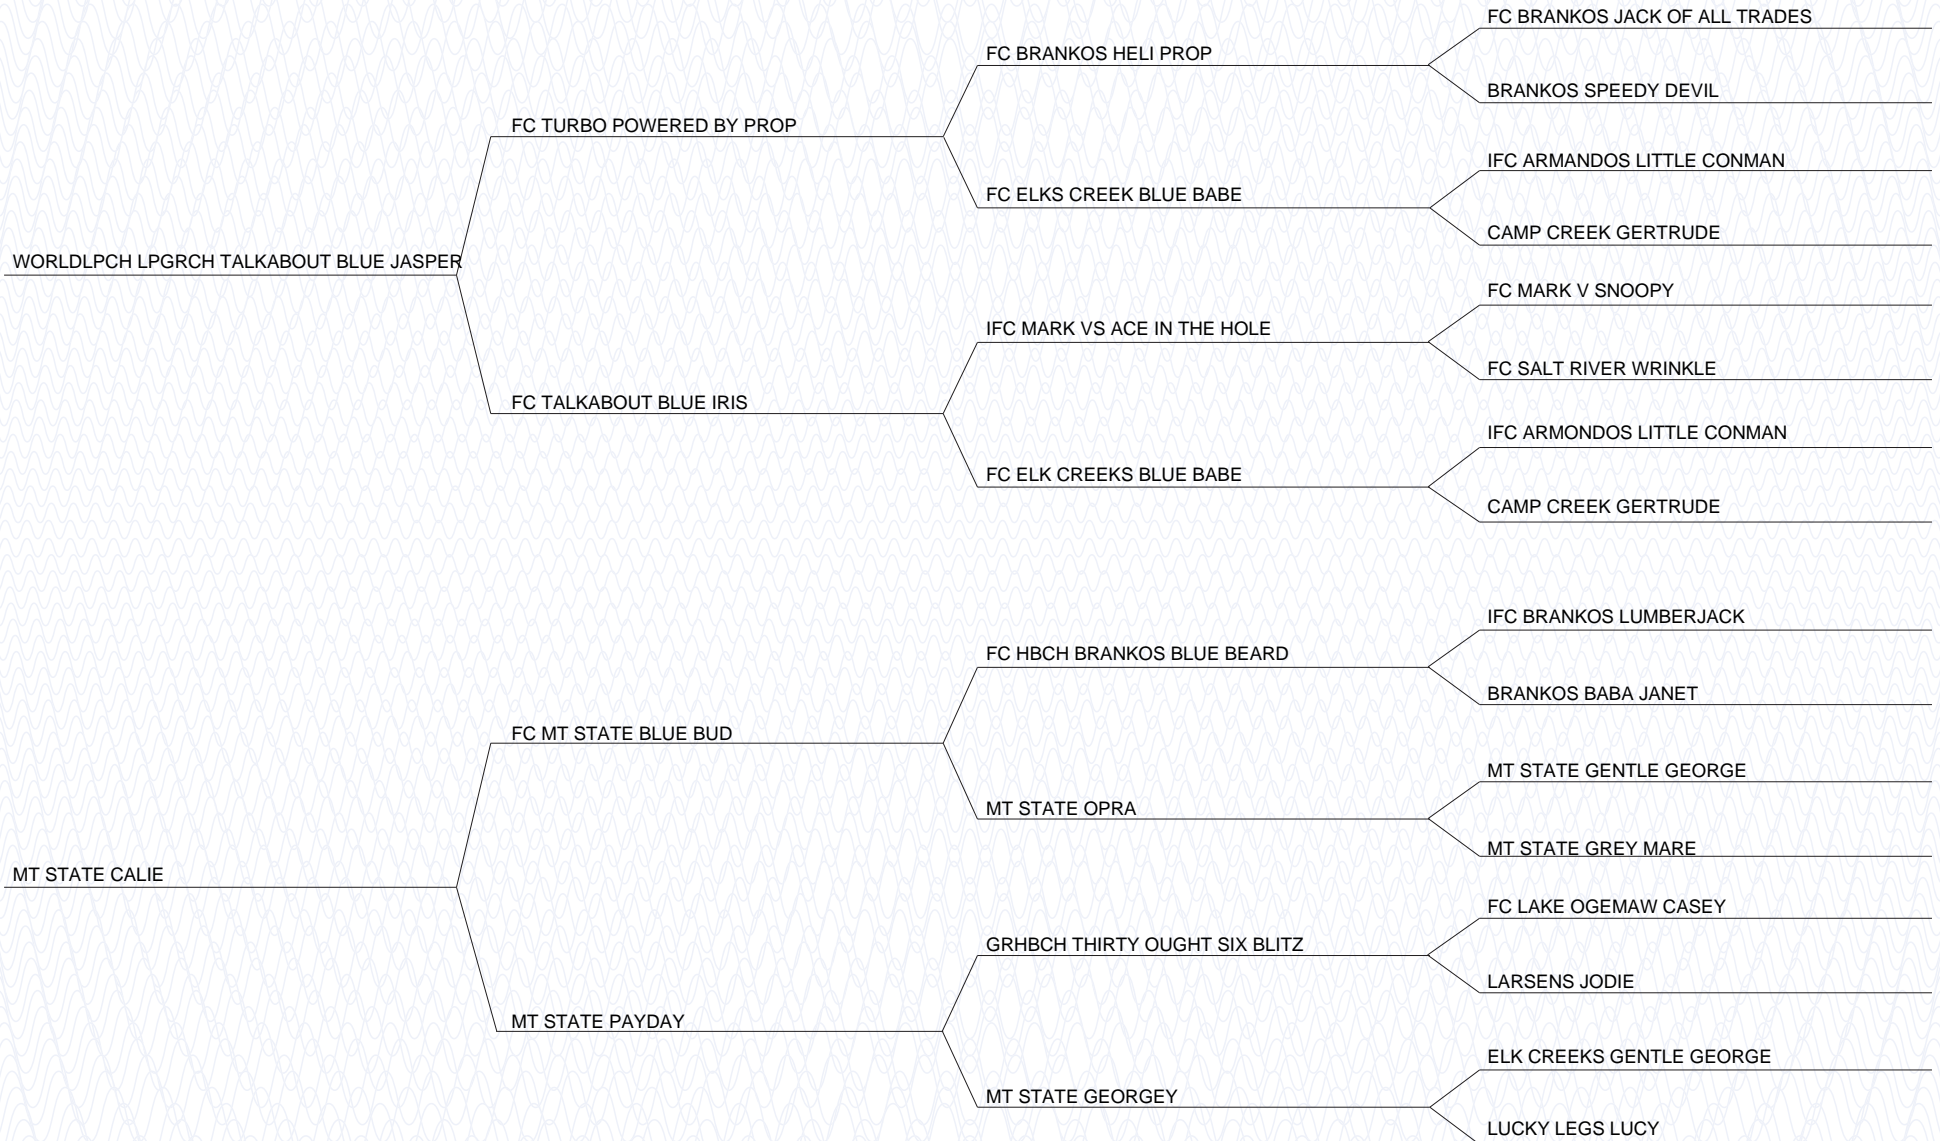 FC BRANKOS JACK OF ALL TRADES
FC BRANKOS HELI PROP
BRANKOS SPEEDY DEVIL
FC TURBO POWERED BY PROP
IFC ARMANDOS LITTLE CONMAN
FC ELKS CREEK BLUE BABE
CAMP CREEK GERTRUDE
WORLDLPCH LPGRCH TALKABOUT BLUE JASPER
FC MARK V SNOOPY
IFC MARK VS ACE IN THE HOLE
FC SALT RIVER WRINKLE
FC TALKABOUT BLUE IRIS
IFC ARMONDOS LITTLE CONMAN
FC ELK CREEKS BLUE BABE
CAMP CREEK GERTRUDE
IFC BRANKOS LUMBERJACK
FC HBCH BRANKOS BLUE BEARD
BRANKOS BABA JANET
FC MT STATE BLUE BUD
MT STATE GENTLE GEORGE
MT STATE OPRA
MT STATE GREY MARE
MT STATE CALIE
FC LAKE OGEMAW CASEY
GRHBCH THIRTY OUGHT SIX BLITZ
LARSENS JODIE
MT STATE PAYDAY
ELK CREEKS GENTLE GEORGE
MT STATE GEORGEY
LUCKY LEGS LUCY